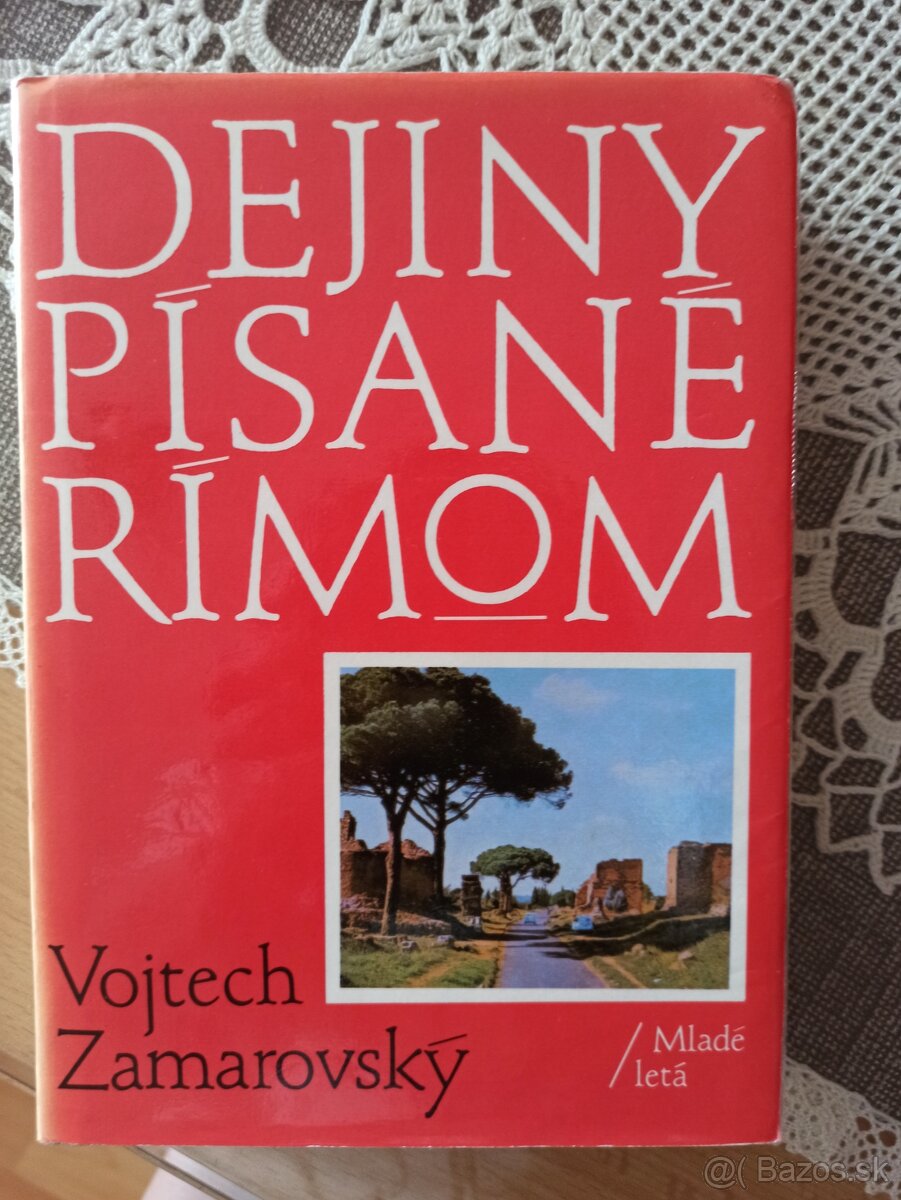 DEJINY
PÍSANÉ
RÍMOM
Vojtech
Zamarovský
/ Mladé
letá
@( Bazos.sk